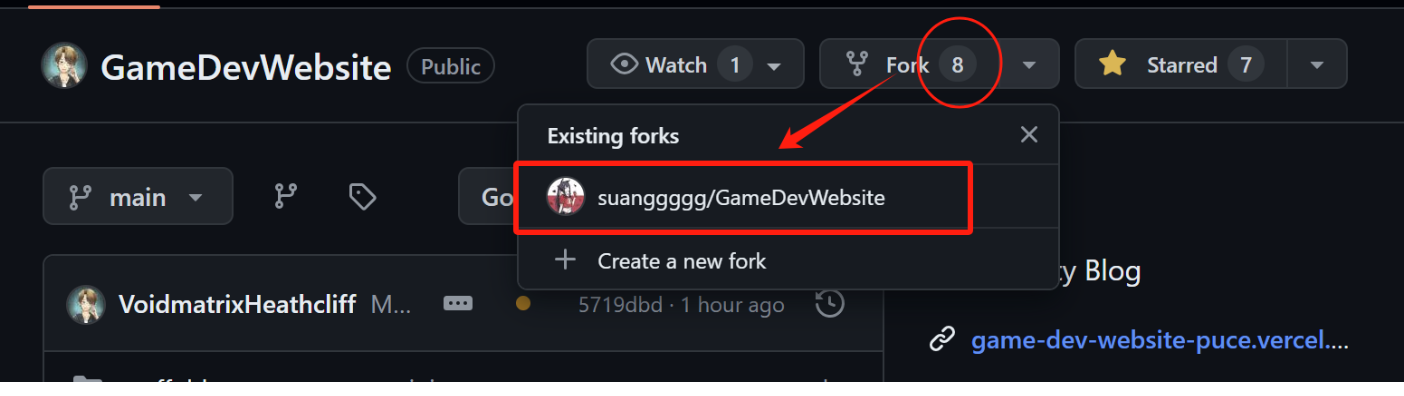 GameDevWebsite Public Watch 1 Fork 8 Starred 7
Existing forks
main Go suanggggg/GameDevWebsite
Create a new fork
y Blog
VoidmatrixHeathcliff M... 5719dbd · 1 hour ago
game-dev-website-puce.vercel....